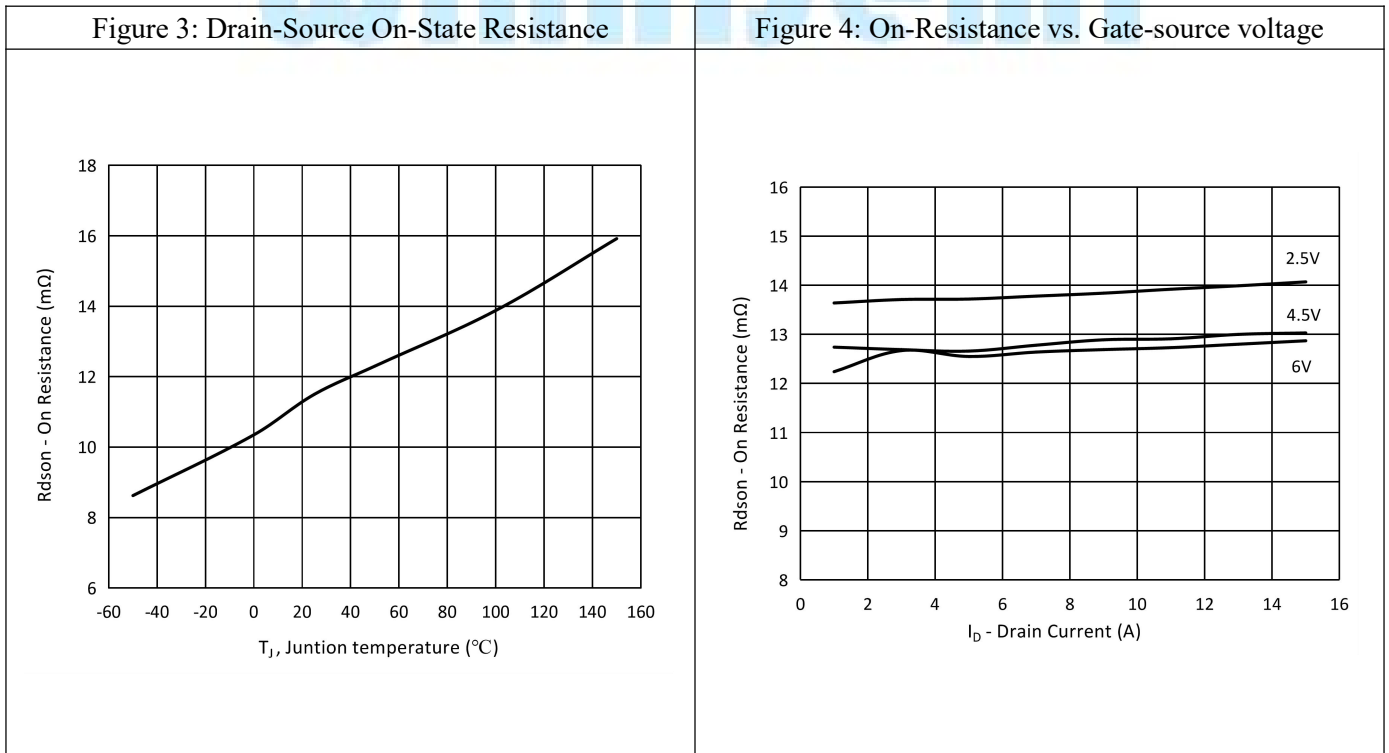 Figure 3: Drain-Source On-State Resistance
Figure 4: On-Resistance vs. Gate-source voltage
18
16
14
12
10
8
6
Rdson - On Resistance (mΩ)
-60 -40 -20 0 20 40 60 80 100 120 140 160
TJ, Juntion temperature (℃)
16
15
14
13
12
11
10
9
8
Rdson - On Resistance (mΩ)
2.5V
4.5V
6V
0 2 4 6 8 10 12 14 16
ID - Drain Current (A)